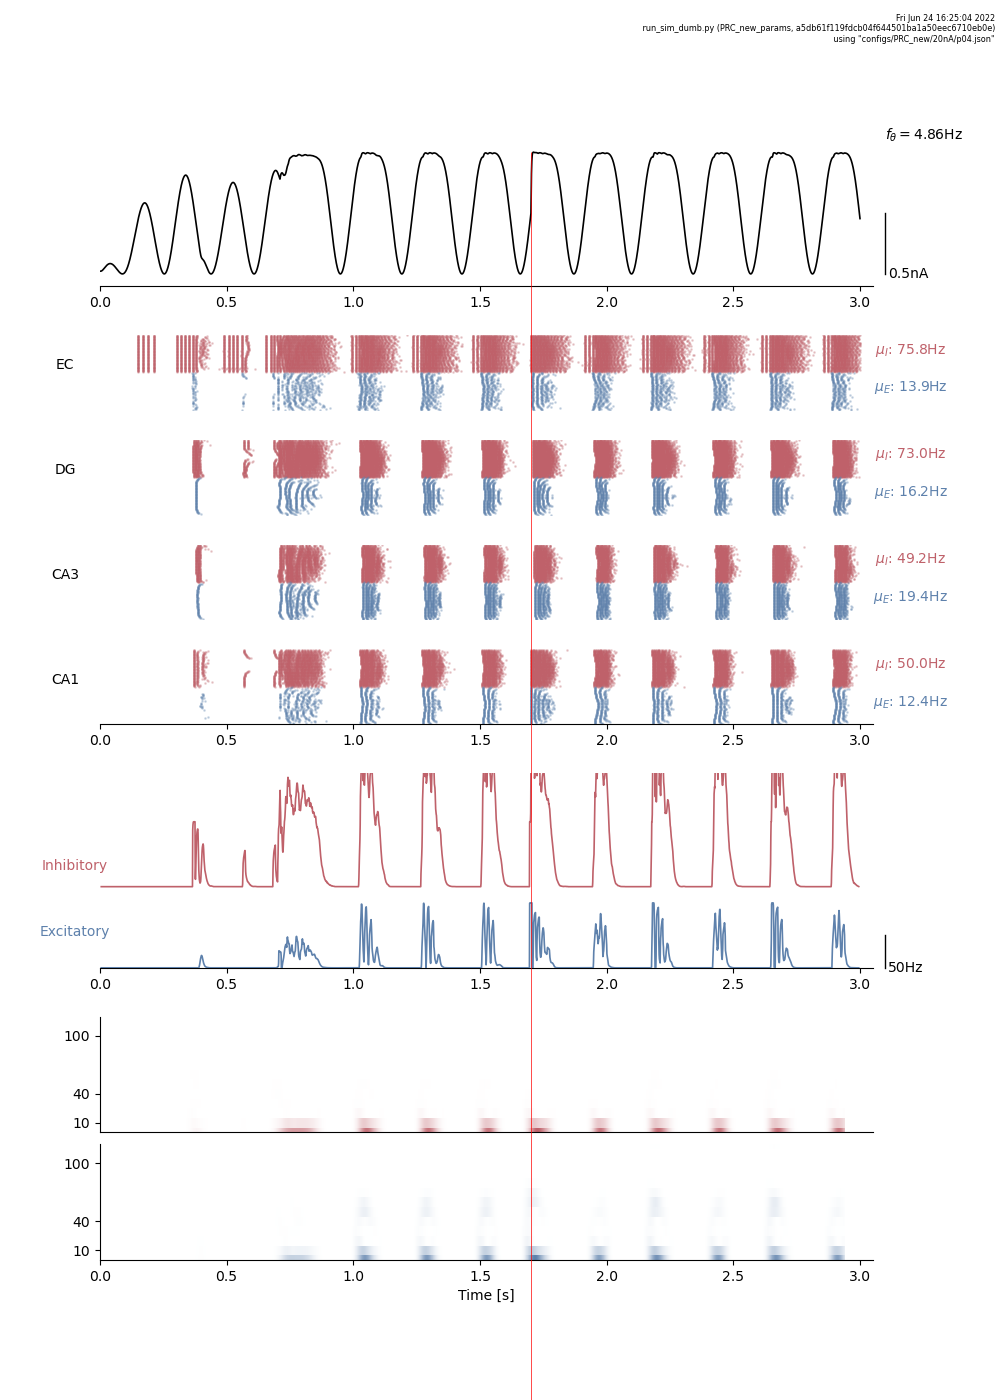 Fri Jun 24 16:25:04 2022
run_sim_dumb.py (PRC_new_params, a5db61f119fdcb04f644501ba1a50eec6710eb0e)
using "configs/PRC_new/20nA/p04.json"
fθ = 4.86Hz
0.5nA
0.0 0.5 1.0 1.5 2.0 2.5 3.0
EC
μI: 75.8Hz
μE: 13.9Hz
DG
μI: 73.0Hz
μE: 16.2Hz
CA3
μI: 49.2Hz
μE: 19.4Hz
CA1
μI: 50.0Hz
μE: 12.4Hz
0.0 0.5 1.0 1.5 2.0 2.5 3.0
Inhibitory
Excitatory
50Hz
0.0 0.5 1.0 1.5 2.0 2.5 3.0
100
40
10
100
40
10
0.0 0.5 1.0 1.5 2.0 2.5 3.0
Time [s]